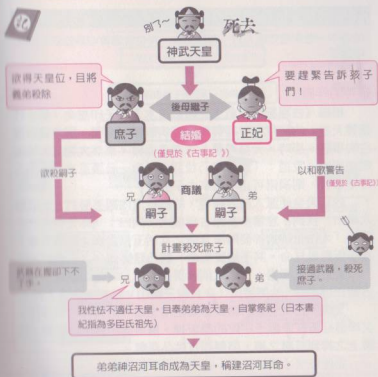 記
掰了~
死去
神武天皇
欲得天皇位，且將
義弟殺除
要趕緊告訴孩子
們！
後母繼子
庶子
正妃
結婚
(僅見於《古事記》)
欲殺嗣子
以和歌警告
(僅見於《古事記》)
商議
兄
弟
嗣子
嗣子
計畫殺死庶子
兄
弟
接過武器，殺死
庶子。
我性怯不適任天皇。且奉弟弟為天皇，自掌祭祀（日本書
紀指為多臣氏祖先）
弟弟神沼河耳命成為天皇，稱建沼河耳命。